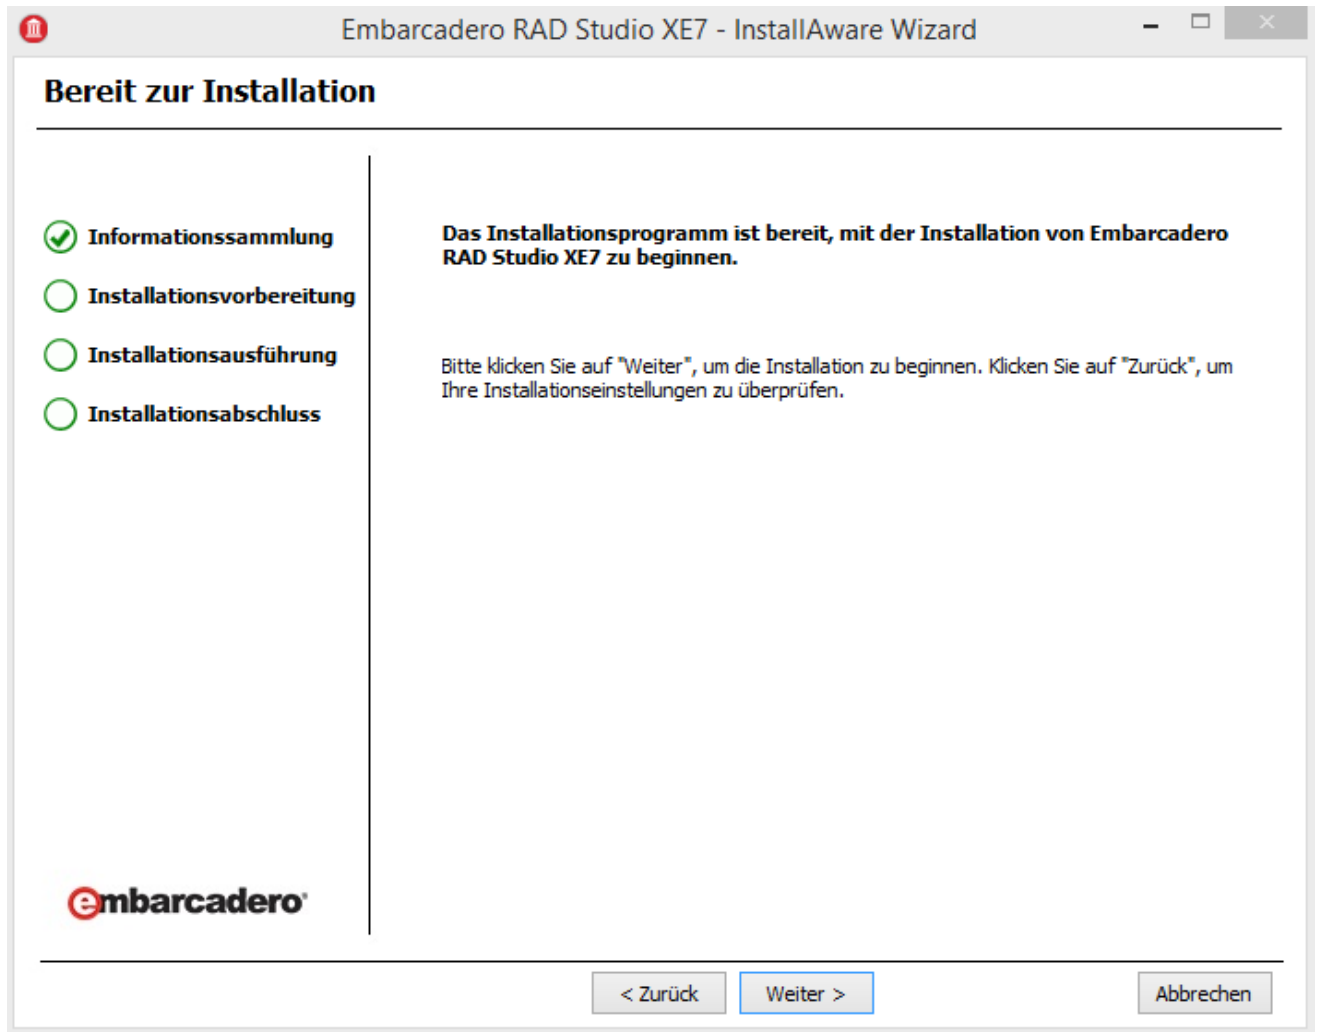 Embarcadero RAD Studio XE7 - InstallAware Wizard
Bereit zur Installation
Informationssammlung
Installationsvorbereitung
Installationsausführung
Installationsabschluss
Das Installationsprogramm ist bereit, mit der Installation von Embarcadero
RAD Studio XE7 zu beginnen.
Bitte klicken Sie auf "Weiter", um die Installation zu beginnen. Klicken Sie auf "Zurück", um
Ihre Installationseinstellungen zu überprüfen.
embarcadero
< Zurück
Weiter >
Abbrechen